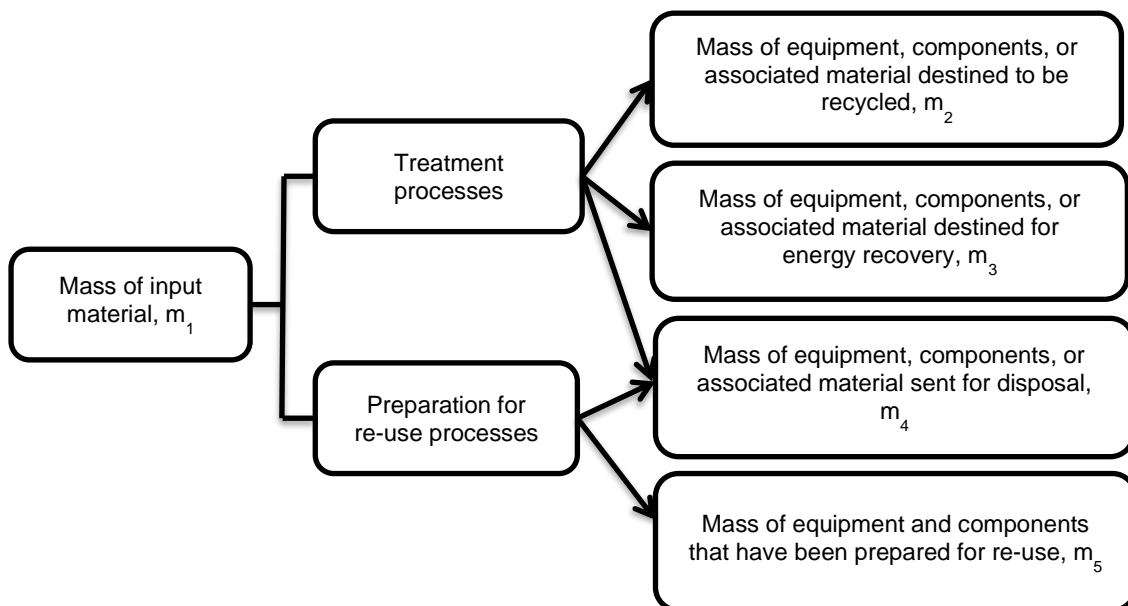 Mass of input
material, m₁
Treatment
processes
Preparation for
re-use processes
Mass of equipment, components, or
associated material destined to be
recycled, m₂
Mass of equipment, components, or
associated material destined for
energy recovery, m₃
Mass of equipment, components, or
associated material sent for disposal,
m₄
Mass of equipment and components
that have been prepared for re-use, m₅